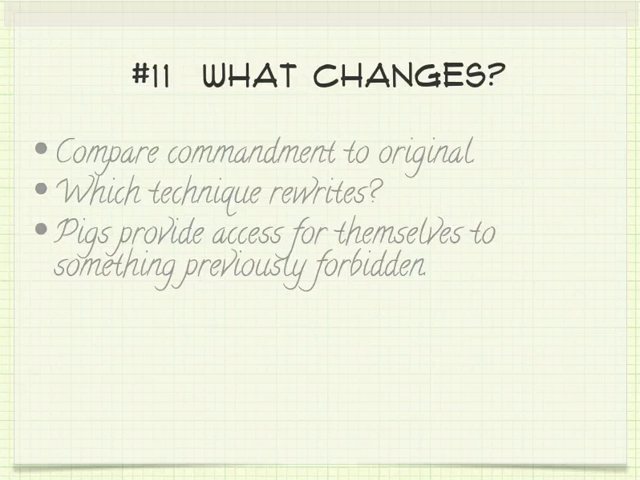 #11 WHAT CHANGES?
• Compare commandment to original.
• Which technique rewrites?
• Pigs provide access for themselves to
something previously forbidden.